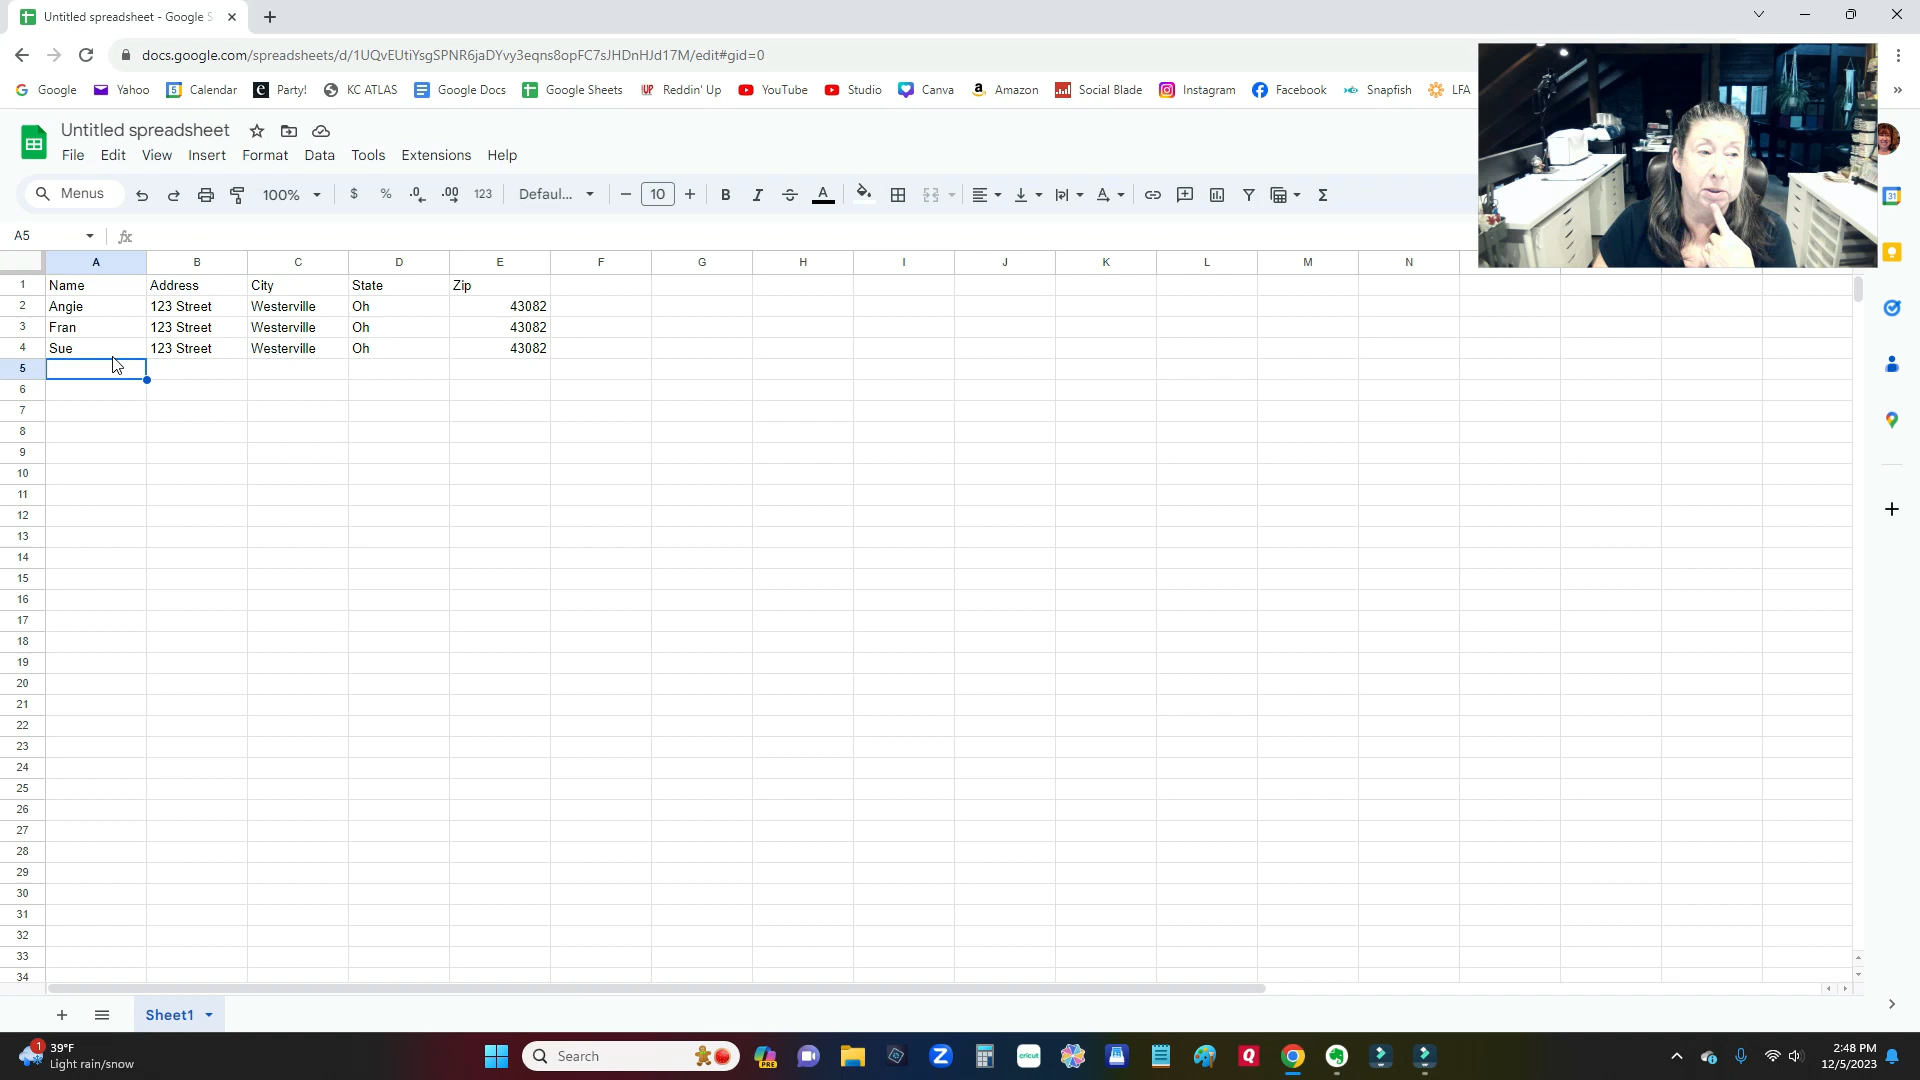 Untitled spreadsheet - Google S
docs.google.com/spreadsheets/d/1UQvEUtiYsgSPNR6jaDYvy3eqns8opFC7sJHDnHJd17M/edit#gid=0
Google Yahoo Calendar Party! KC ATLAS Google Docs Google Sheets Reddin' Up YouTube Studio Canva Amazon Social Blade Instagram Facebook Snapfish LFA
Untitled spreadsheet
File Edit View Insert Format Data Tools Extensions Help
Menus 100% $ % .0 .00 123 Defaul... 10 B I A
A5 fx
A B C D E F G H I J K L M N
1 Name Address City State Zip
2 Angie 123 Street Westerville Oh 43082
3 Fran 123 Street Westerville Oh 43082
4 Sue 123 Street Westerville Oh 43082
5
6
7
8
9
10
11
12
13
14
15
16
17
18
19
20
21
22
23
24
25
26
27
28
29
30
31
32
33
34
Sheet1
1 39°F
Light rain/snow
Search
PRE
cricut
2:48 PM
12/5/2023